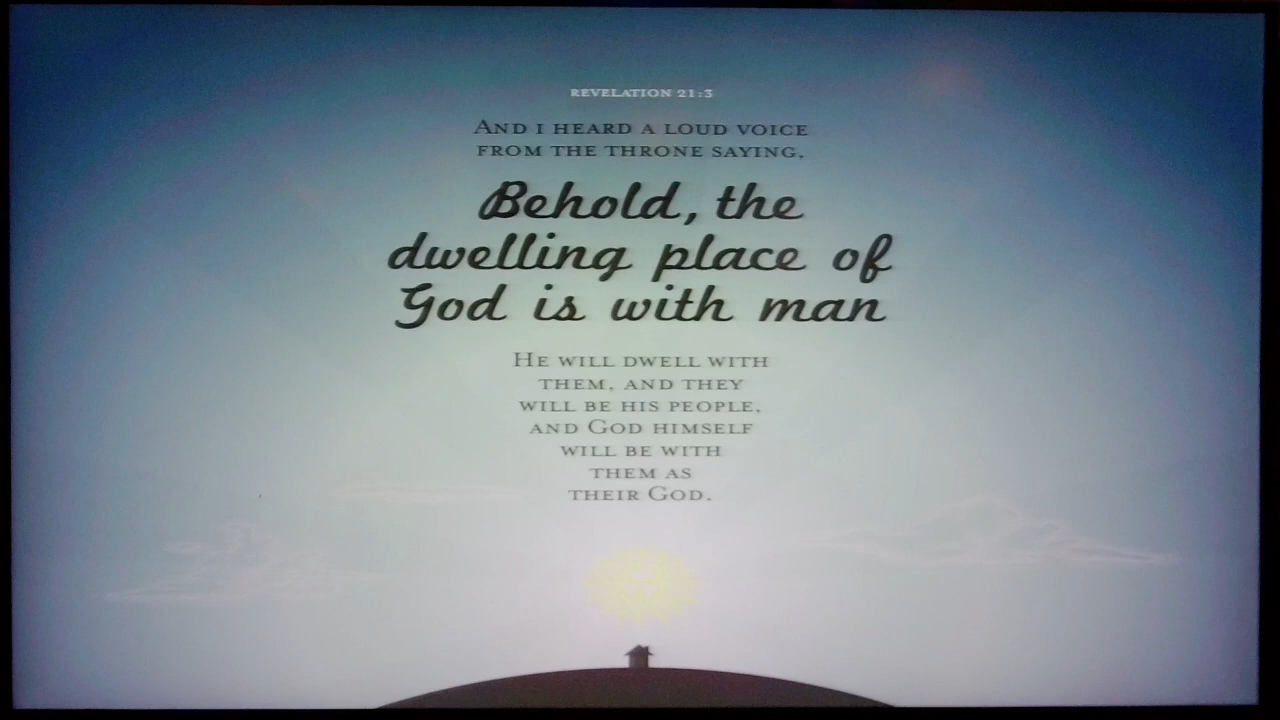 REVELATION 21:3
AND I HEARD A LOUD VOICE
FROM THE THRONE SAYING,
Behold, the
dwelling place of
God is with man
HE WILL DWELL WITH
THEM, AND THEY
WILL BE HIS PEOPLE,
AND GOD HIMSELF
WILL BE WITH
THEM AS
THEIR GOD.